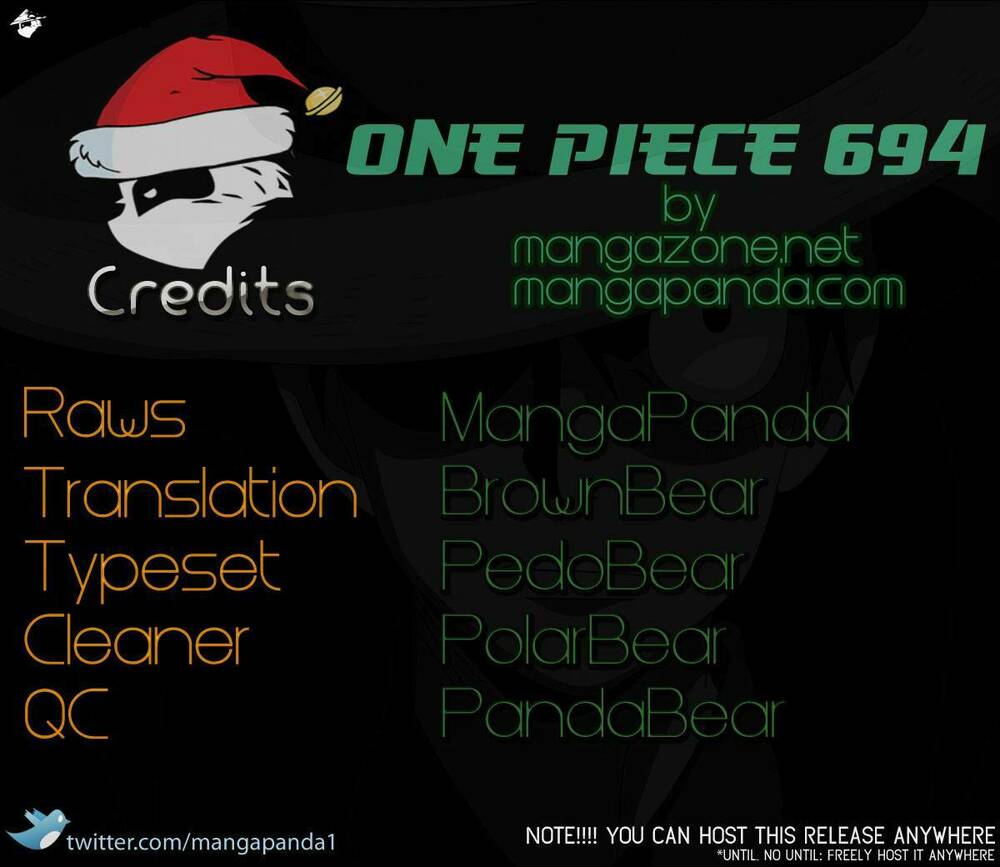 ONE PIECE 694
by
mangazone.net
mangapanda.com
Credits
Raws MangaPanda
Translation BrownBear
Typeset PedoBear
Cleaner PolarBear
QC PandaBear
twitter.com/mangapanda1
NOTE!!!! YOU CAN HOST THIS RELEASE ANYWHERE
*UNTIL, NO UNTIL: FREELY HOST IT ANYWHERE